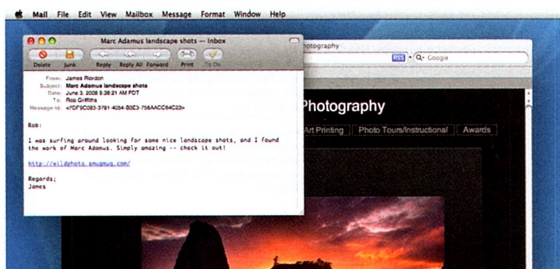 Mail File Edit View Mailbox Message Format Window Help
Marc Adamus landscape shots — Inbox
Delete Junk Reply Reply All Forward Print To Do
From: James Riordon
Subject: Marc Adamus landscape shots
Date: June 3, 2008 9:38:21 AM PDT
To: Rob Griffiths
Rob:
I was surfing around looking for some nice landscape shots, and I found
the work of Marc Adamus. Simply amazing -- check it out!
http://wildphoto.smugmug.com/
Regards;
James
RSS Google
Photography
Art Printing Photo Tours/Instructional Awards